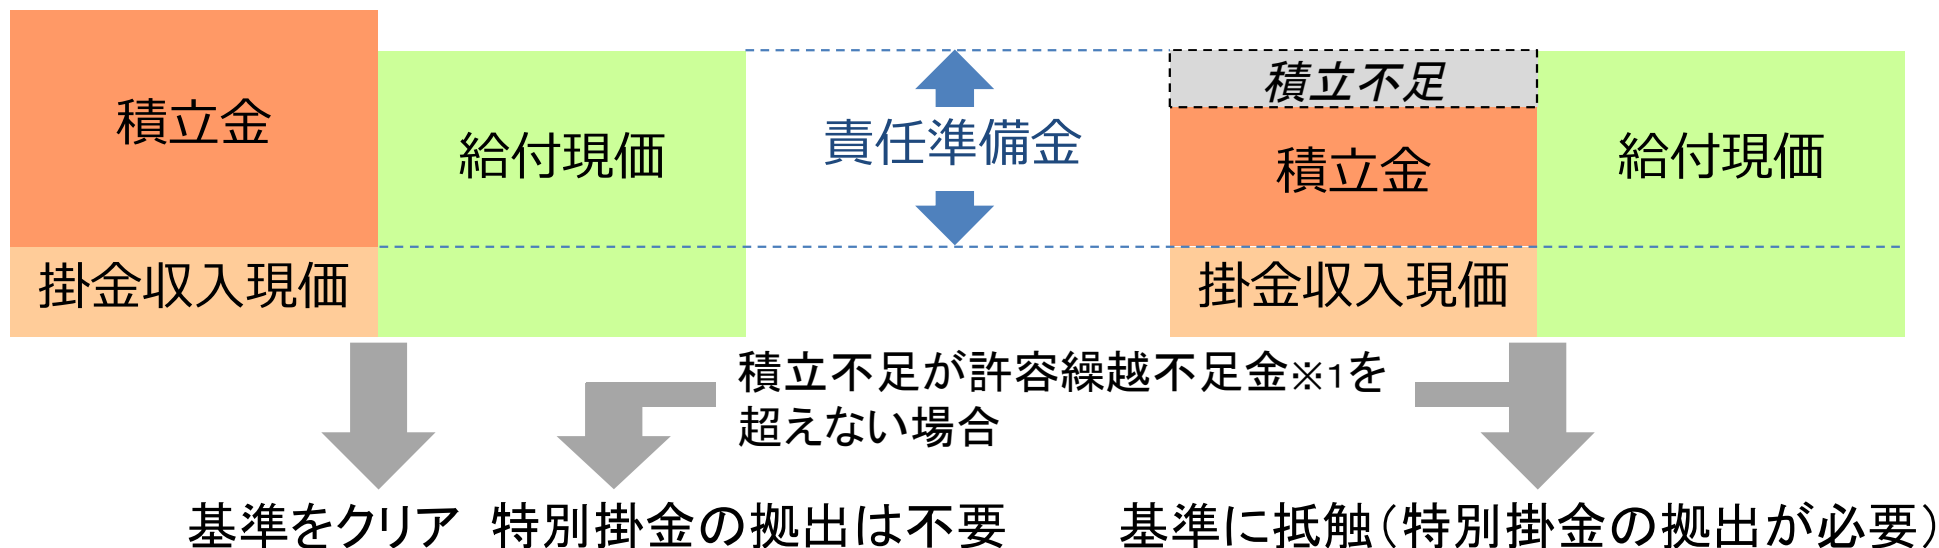 積立金
給付現価
掛金収入現価
責任準備金
積立不足
積立金
給付現価
掛金収入現価
積立不足が許容繰越不足金※1を
超えない場合
基準をクリア
特別掛金の拠出は不要
基準に抵触(特別掛金の拠出が必要)